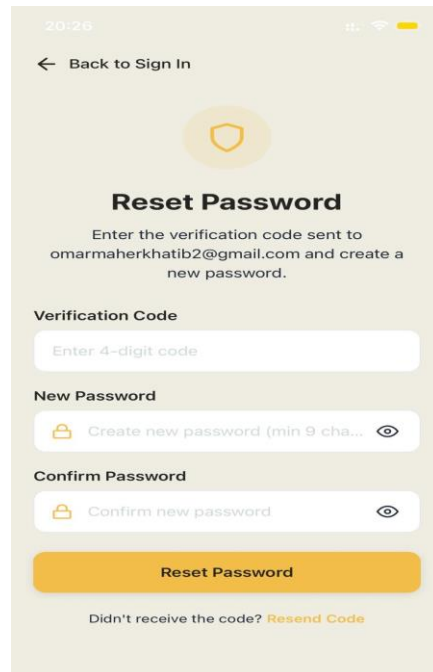 20:26
Back to Sign In
Reset Password
Enter the verification code sent to
omarmaherkhatib2@gmail.com and create a
new password.
Verification Code
Enter 4-digit code
New Password
Create new password (min 9 cha...
Confirm Password
Confirm new password
Reset Password
Didn't receive the code? Resend Code